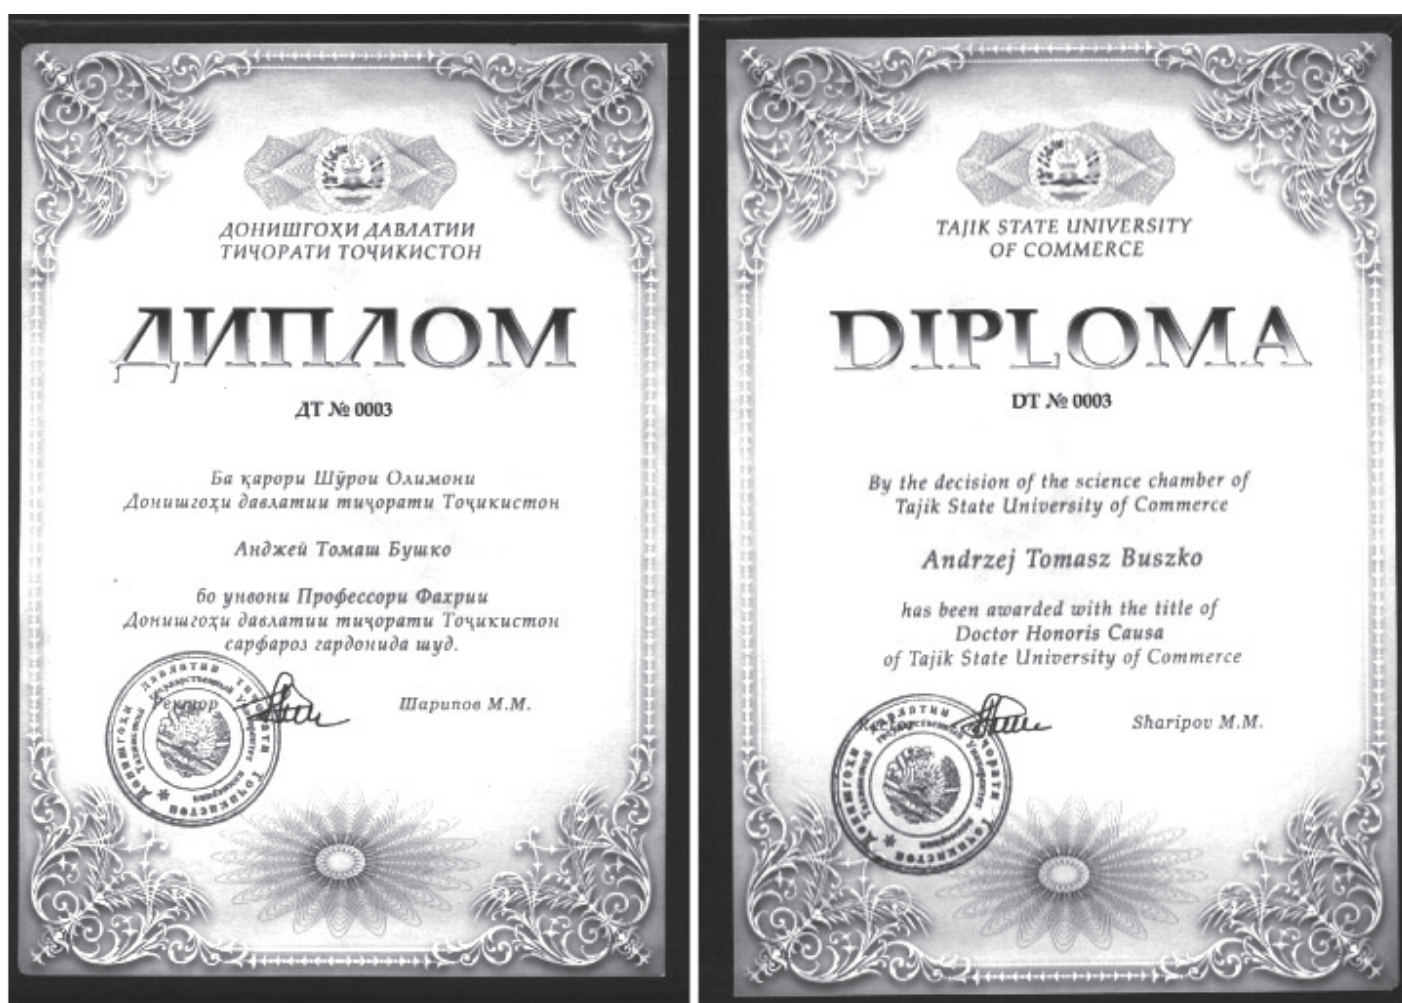 ДОНИШГОҲИ ДАВЛАТИИ
ТИҶОРАТИ ТОҶИКИСТОН
ДИПЛОМ
ДТ № 0003
Ба қарори Шӯрои Олимони
Донишгоҳи давлатии тиҷорати Тоҷикистон
Анджей Томаш Бушко
бо унвони Профессори Фахрии
Донишгоҳи давлатии тиҷорати Тоҷикистон
сарфароз гардонида шуд.
Ректор
Шарипов М.М.
TAJIK STATE UNIVERSITY
OF COMMERCE
DIPLOMA
DT № 0003
By the decision of the science chamber of
Tajik State University of Commerce
Andrzej Tomasz Buszko
has been awarded with the title of
Doctor Honoris Causa
of Tajik State University of Commerce
Sharipov M.M.